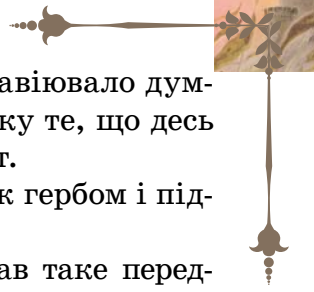 авіювало дум-
ку те, що десь
т.
к гербом і під-
ав таке перед-